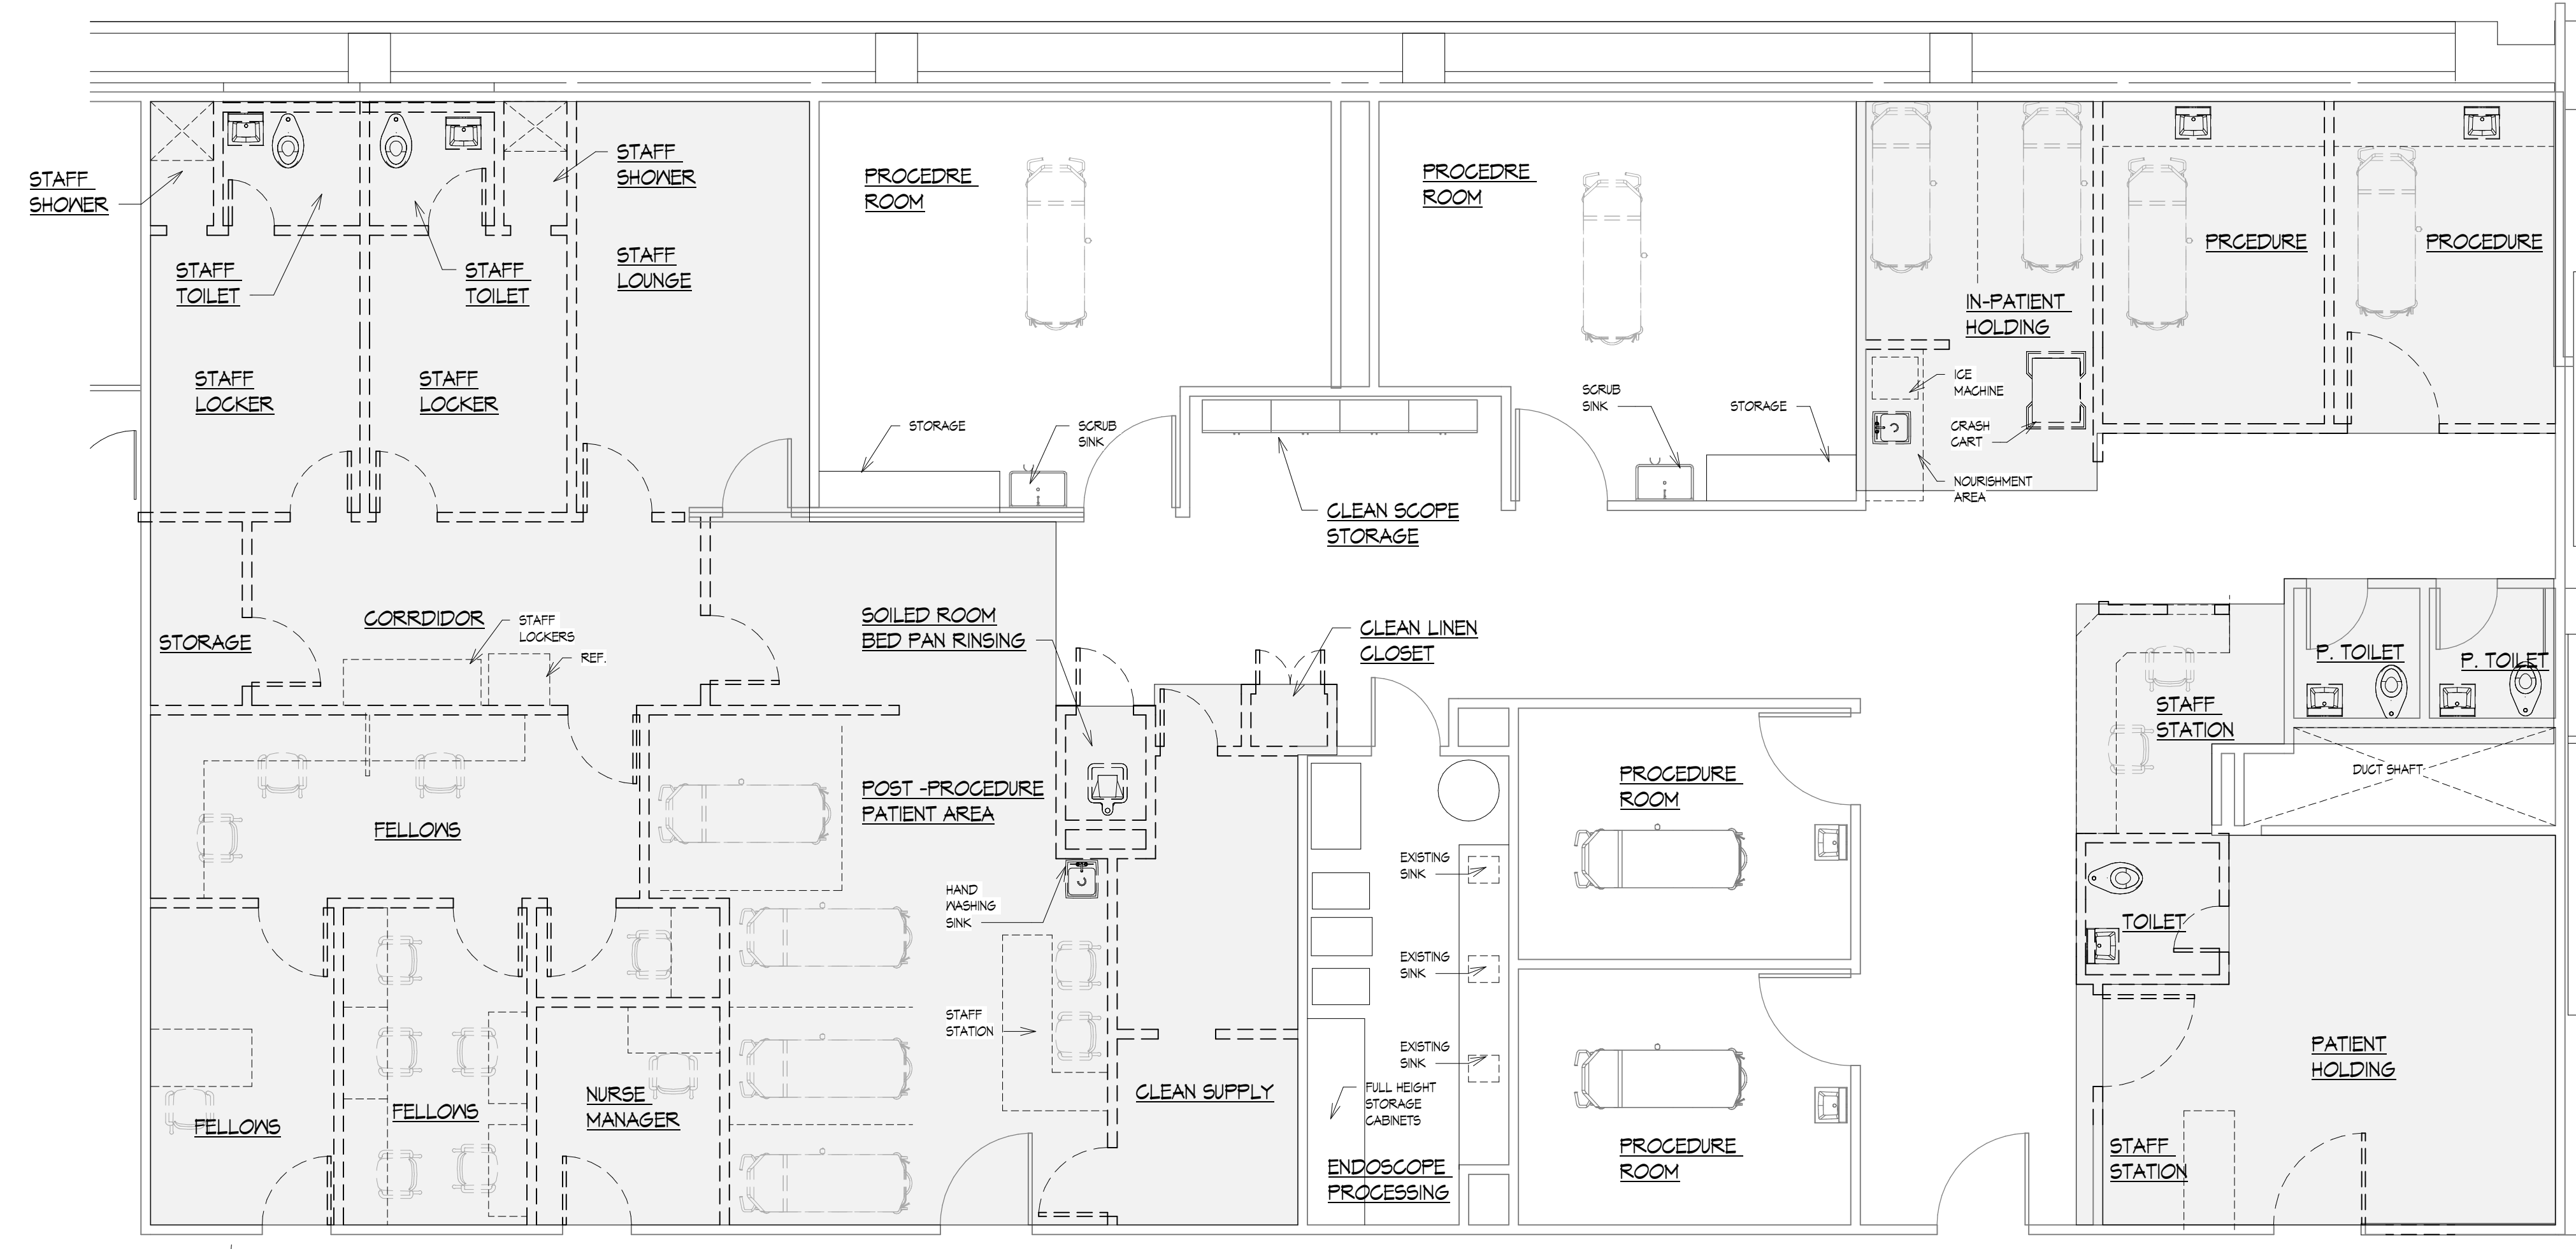 STAFF
SHOWER
STAFF
SHOWER
STAFF
TOILET
STAFF
TOILET
STAFF
LOUNGE
STAFF
LOCKER
STAFF
LOCKER
PROCEDRE
ROOM
STORAGE
SCRUB
SINK
PROCEDRE
ROOM
SCRUB
SINK
STORAGE
CLEAN SCOPE
STORAGE
IN-PATIENT
HOLDING
ICE
MACHINE
CRASH
CART
NOURISHMENT
AREA
PRCEDURE
PROCEDURE
STORAGE
CORRDIDOR
STAFF
LOCKERS
REF.
SOILED ROOM
BED PAN RINSING
CLEAN LINEN
CLOSET
P. TOILET
P. TOILET
STAFF
STATION
DUCT SHAFT
FELLOWS
POST -PROCEDURE
PATIENT AREA
HAND
WASHING
SINK
STAFF
STATION
PROCEDURE
ROOM
EXISTING
SINK
EXISTING
SINK
EXISTING
SINK
TOILET
PATIENT
HOLDING
FELLOWS
FELLOWS
NURSE
MANAGER
CLEAN SUPPLY
FULL HEIGHT
STORAGE
CABINETS
ENDOSCOPE
PROCESSING
PROCEDURE
ROOM
STAFF
STATION